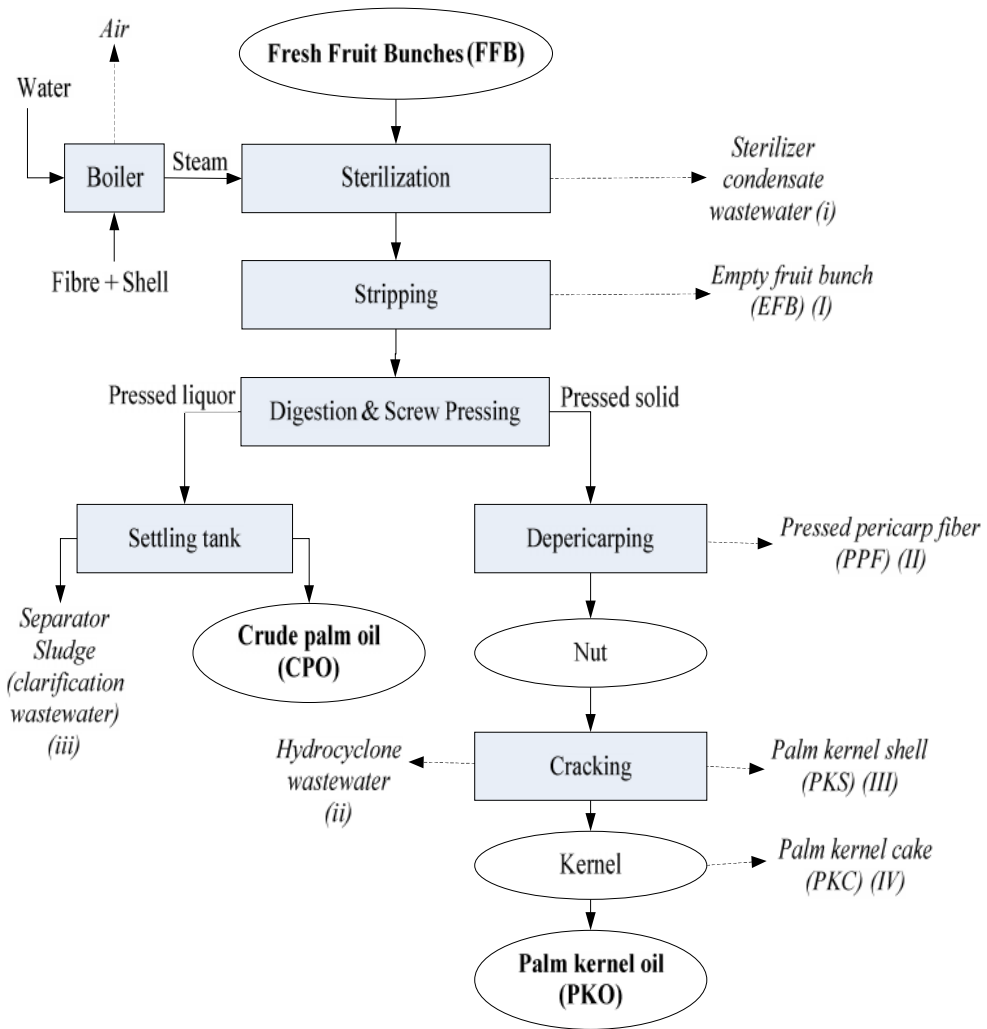 Air
Fresh Fruit Bunches (FFB)
Water
Boiler
Steam
Sterilization
Sterilizer
condensate
wastewater (i)
Fibre + Shell
Stripping
Empty fruit bunch
(EFB) (I)
Pressed liquor
Digestion & Screw Pressing
Pressed solid
Settling tank
Depericarping
Pressed pericarp fiber
(PPF) (II)
Separator
Sludge
(clarification
wastewater)
(iii)
Crude palm oil
(CPO)
Nut
Hydrocyclone
wastewater
(ii)
Cracking
Palm kernel shell
(PKS) (III)
Kernel
Palm kernel cake
(PKC) (IV)
Palm kernel oil
(PKO)